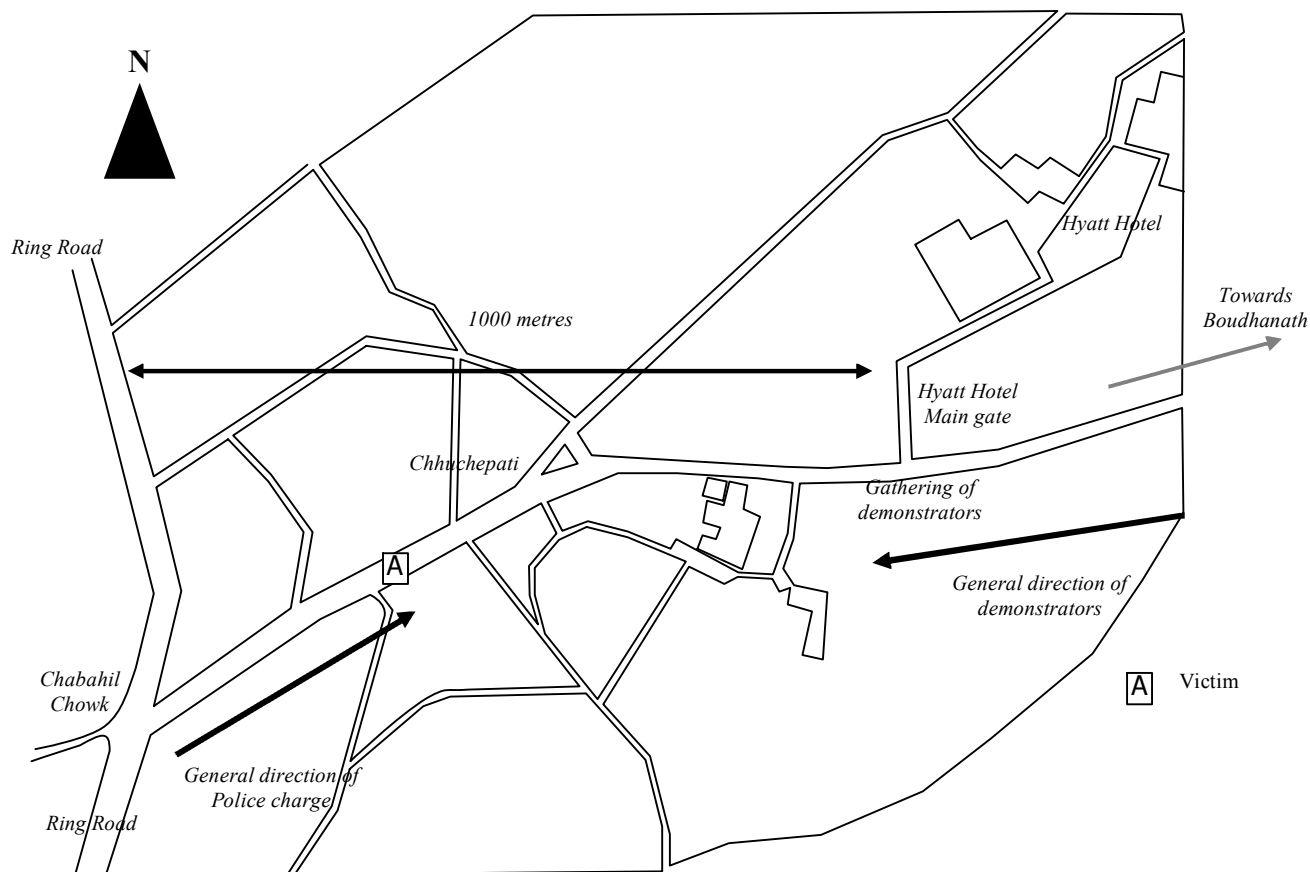 N
Ring Road
1000 metres
Hyatt Hotel
Towards
Boudhanath
Hyatt Hotel
Main gate
Chhuchepati
Gathering of
demonstrators
A
General direction of
demonstrators
Chabahil
Chowk
A Victim
General direction of
Police charge
Ring Road